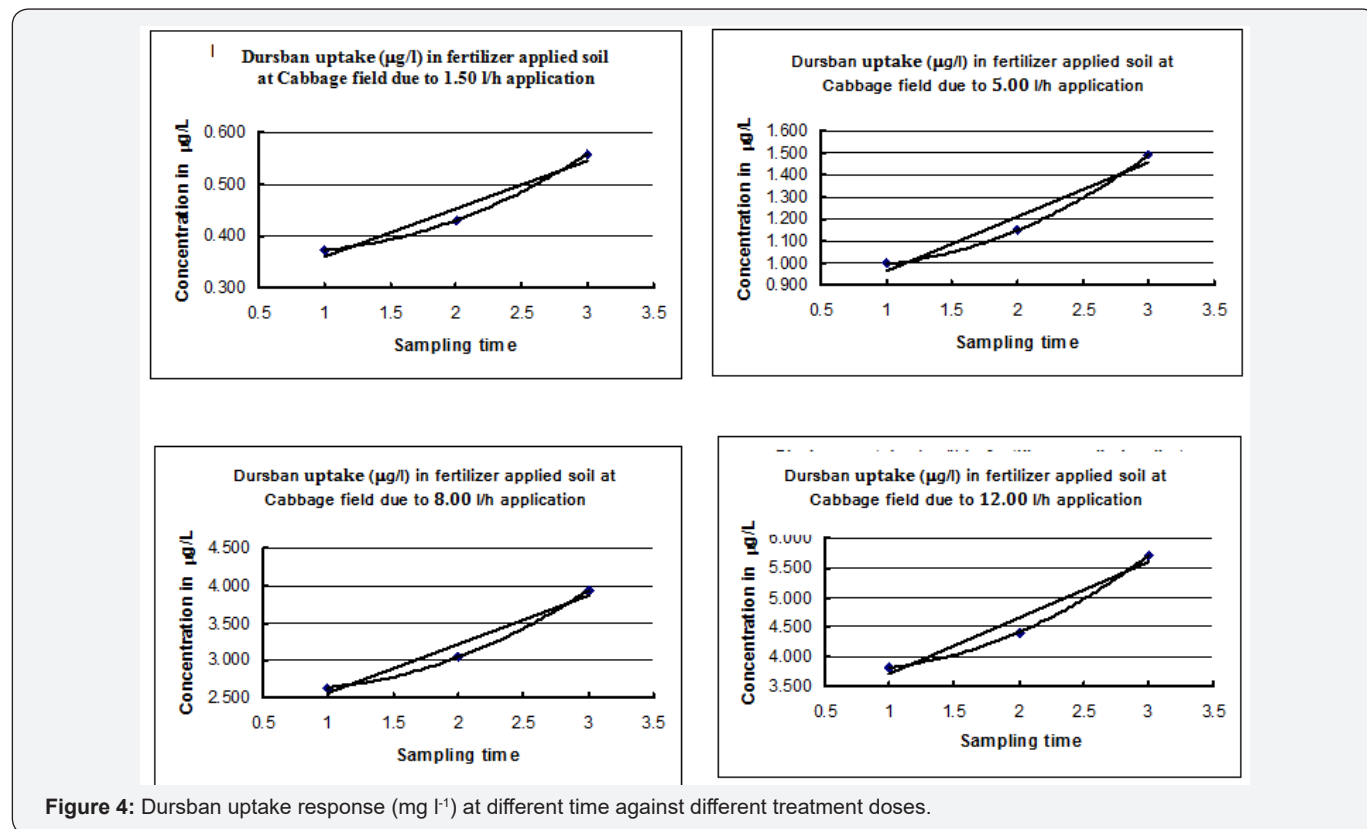 l
Dursban uptake (µg/l) in fertilizer applied soil
at Cabbage field due to 1.50 l/h application
Concentration in µg/L
0.600
0.500
0.400
0.300
0.5 1 1.5 2 2.5 3 3.5
Sampling time
Dursban uptake (µg/l) in fertilizer applied soil at
Cabbage field due to 5.00 l/h application
Concentration in µg/L
1.600
1.500
1.400
1.300
1.200
1.100
1.000
0.900
0.5 1 1.5 2 2.5 3 3.5
Sampling time
Dursban uptake (µg/l) in fertilizer applied soil at
Cabbage field due to 8.00 l/h application
Concentration in µg/L
4.500
4.000
3.500
3.000
2.500
0.5 1 1.5 2 2.5 3 3.5
Sampling time
Dursban uptake (µg/l) in fertilizer applied soil at
Cabbage field due to 12.00 l/h application
Concentration in µg/L
6.000
5.500
5.000
4.500
4.000
3.500
0.5 1 1.5 2 2.5 3 3.5
Sampling time
Figure 4: Dursban uptake response (mg l⁻¹) at different time against different treatment doses.